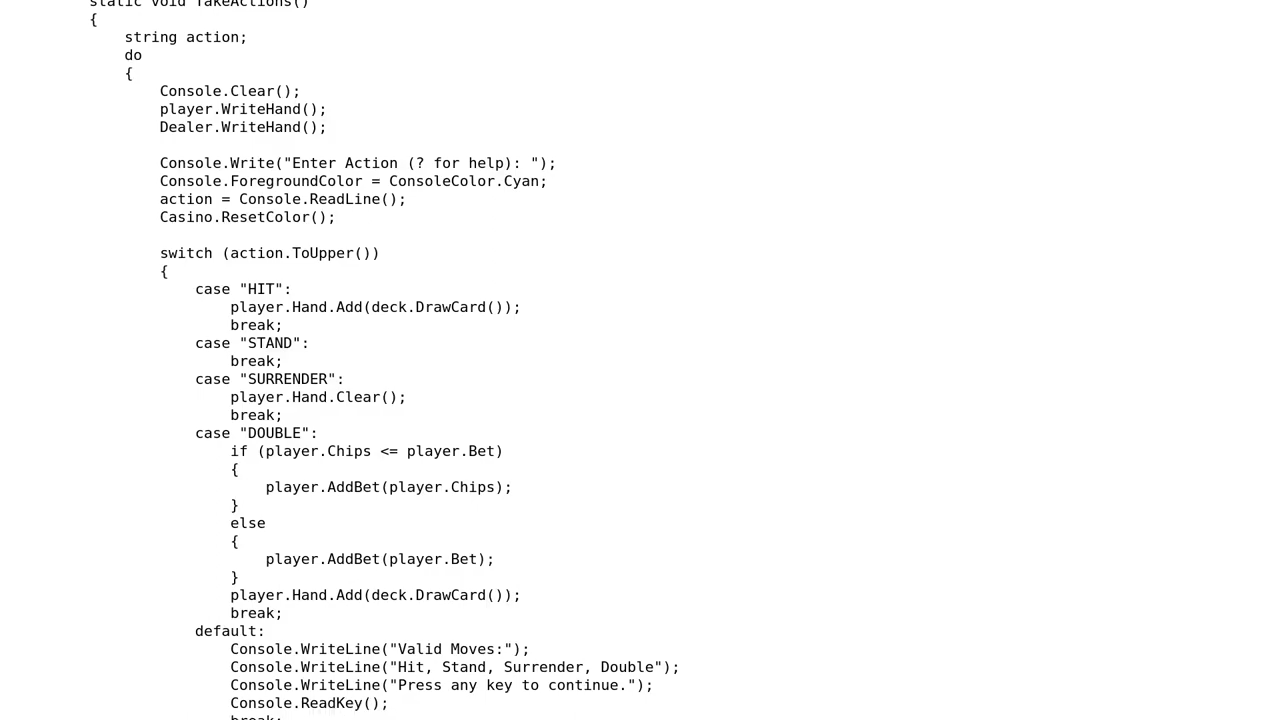 static void TakeActions()
{
string action;
do
{
Console.Clear();
player.WriteHand();
Dealer.WriteHand();
Console.Write("Enter Action (? for help): ");
Console.ForegroundColor = ConsoleColor.Cyan;
action = Console.ReadLine();
Casino.ResetColor();
switch (action.ToUpper())
{
case "HIT":
player.Hand.Add(deck.DrawCard());
break;
case "STAND":
break;
case "SURRENDER":
player.Hand.Clear();
break;
case "DOUBLE":
if (player.Chips <= player.Bet)
{
player.AddBet(player.Chips);
}
else
{
player.AddBet(player.Bet);
}
player.Hand.Add(deck.DrawCard());
break;
default:
Console.WriteLine("Valid Moves:");
Console.WriteLine("Hit, Stand, Surrender, Double");
Console.WriteLine("Press any key to continue.");
Console.ReadKey();
break;